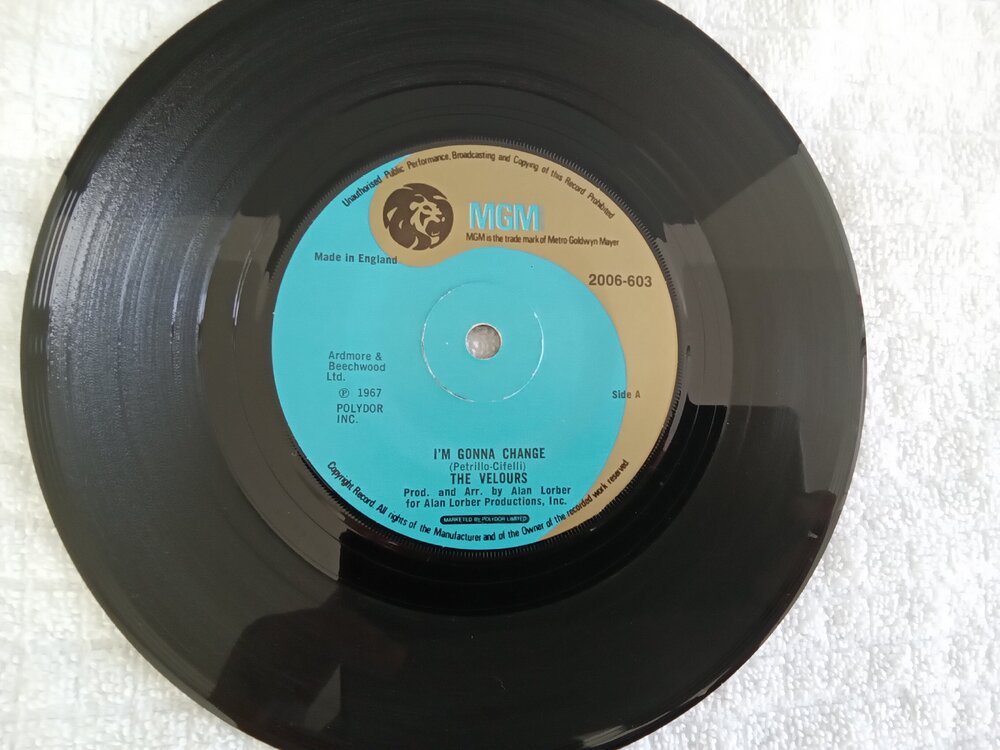 Unauthorised Public Performance, Broadcasting and Copying of this Record Prohibited
MGM
MGM is the trade mark of Metro Goldwyn Mayer
Made in England
2006-603
Ardmore &
Beechwood
Ltd.
Ⓟ 1967
POLYDOR
INC.
Side A
I'M GONNA CHANGE
(Petrillo-Cifelli)
THE VELOURS
Prod. and Arr. by Alan Lorber
for Alan Lorber Productions, Inc.
MARKETED BY POLYDOR LIMITED
Copyright Record. All rights of the Manufacturer and of the Owner of the recorded work reserved